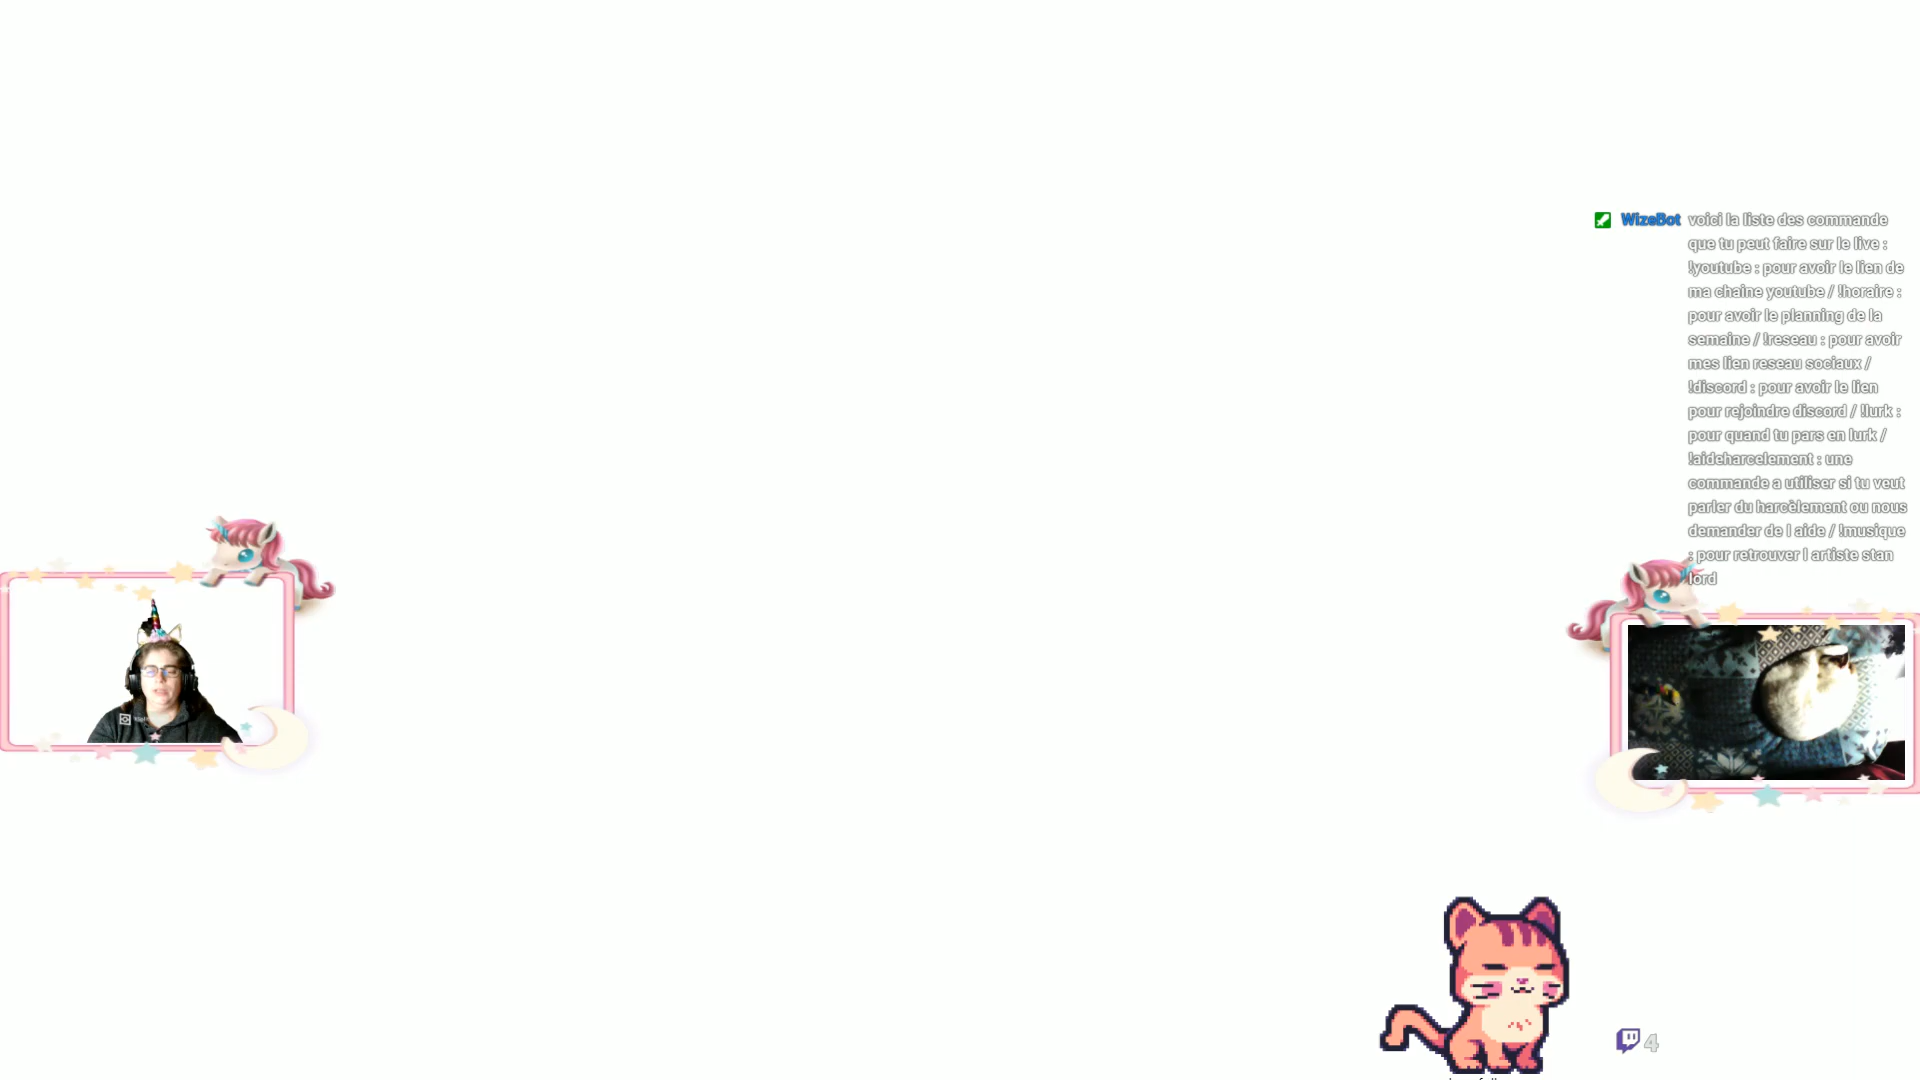 WizeBot voici la liste des commande
que tu peut faire sur le live :
!youtube : pour avoir le lien de
ma chaine youtube / !horaire :
pour avoir le planning de la
semaine / !reseau : pour avoir
mes lien reseau sociaux /
!discord : pour avoir le lien
pour rejoindre discord / !lurk :
pour quand tu pars en lurk /
!aideharcelement : une
commande a utiliser si tu veut
parler du harcèlement ou nous
demander de l aide / !musique
: pour retrouver l artiste stan
lord
4